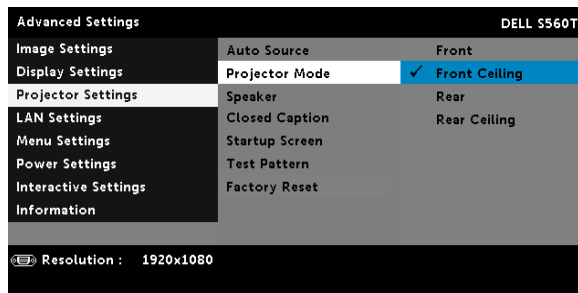 Advanced Settings DELL S560T
Image Settings Auto Source Front
Display Settings Projector Mode ✓ Front Ceiling
Projector Settings Speaker Rear
LAN Settings Closed Caption Rear Ceiling
Menu Settings Startup Screen
Power Settings Test Pattern
Interactive Settings Factory Reset
Information
Resolution : 1920x1080